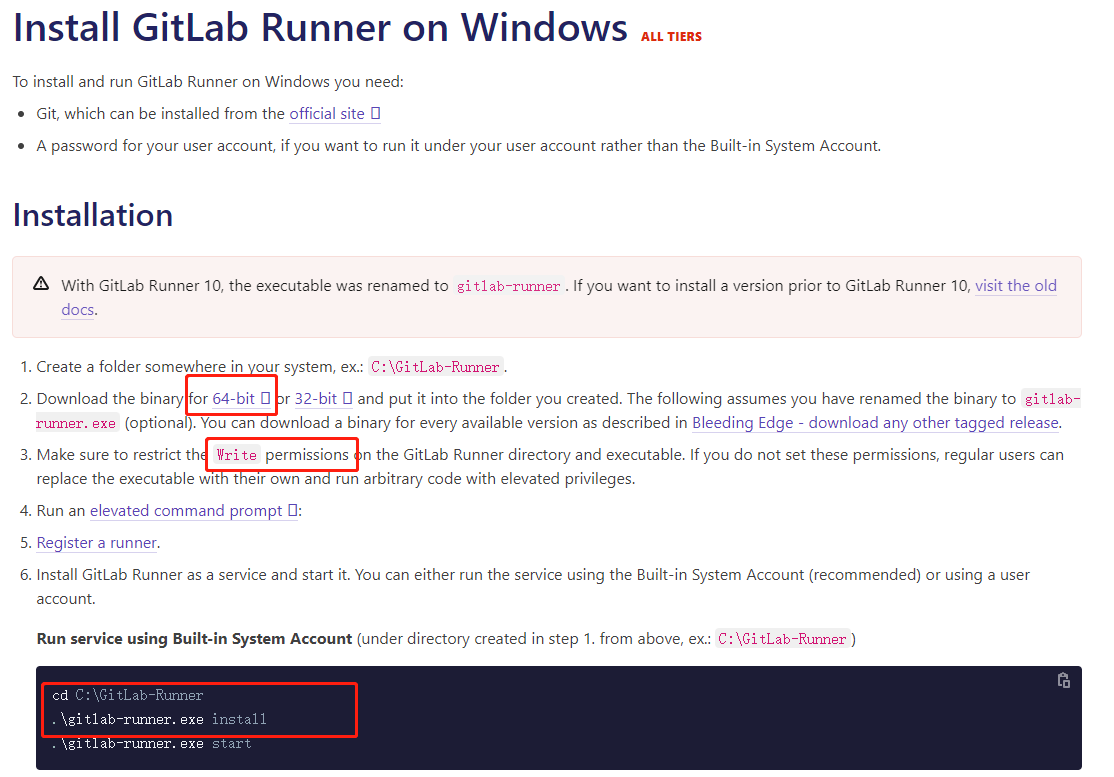 Install GitLab Runner on Windows ALL TIERS
To install and run GitLab Runner on Windows you need:
• Git, which can be installed from the official site
• A password for your user account, if you want to run it under your user account rather than the Built-in System Account.
Installation
With GitLab Runner 10, the executable was renamed to gitlab-runner. If you want to install a version prior to GitLab Runner 10, visit the old
docs.
1. Create a folder somewhere in your system, ex.: C:\GitLab-Runner.
2. Download the binary for 64-bit or 32-bit and put it into the folder you created. The following assumes you have renamed the binary to gitlab-
runner.exe (optional). You can download a binary for every available version as described in Bleeding Edge - download any other tagged release.
3. Make sure to restrict the Write permissions on the GitLab Runner directory and executable. If you do not set these permissions, regular users can
replace the executable with their own and run arbitrary code with elevated privileges.
4. Run an elevated command prompt:
5. Register a runner.
6. Install GitLab Runner as a service and start it. You can either run the service using the Built-in System Account (recommended) or using a user
account.
Run service using Built-in System Account (under directory created in step 1. from above, ex.: C:\GitLab-Runner)
cd C:\GitLab-Runner
.\gitlab-runner.exe install
.\gitlab-runner.exe start